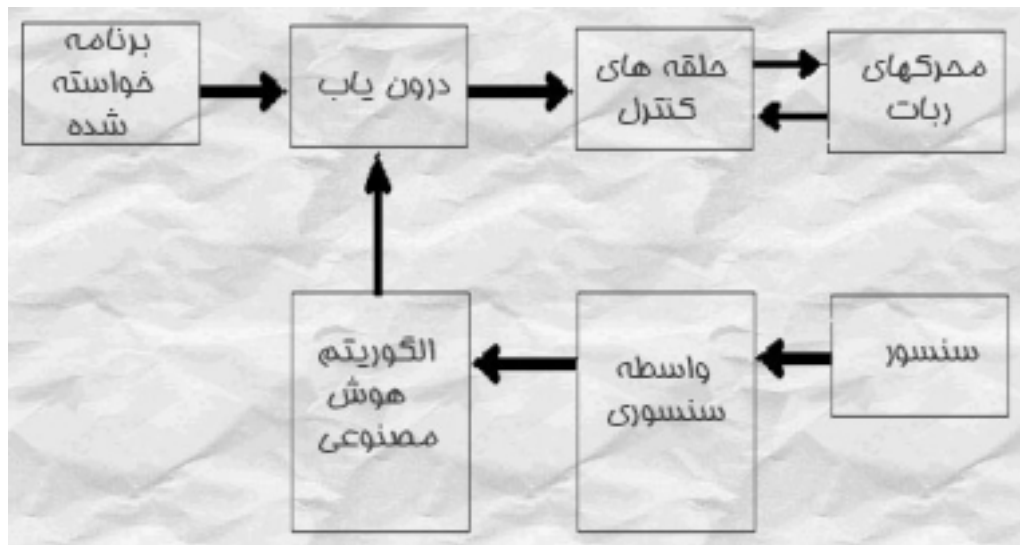 برنامه
خواسته
شده
درون یاب
حلقه های
کنترل
محرکهای
ربات
الگوریتم
هوش
مصنوعی
واسطه
سنسوری
سنسور